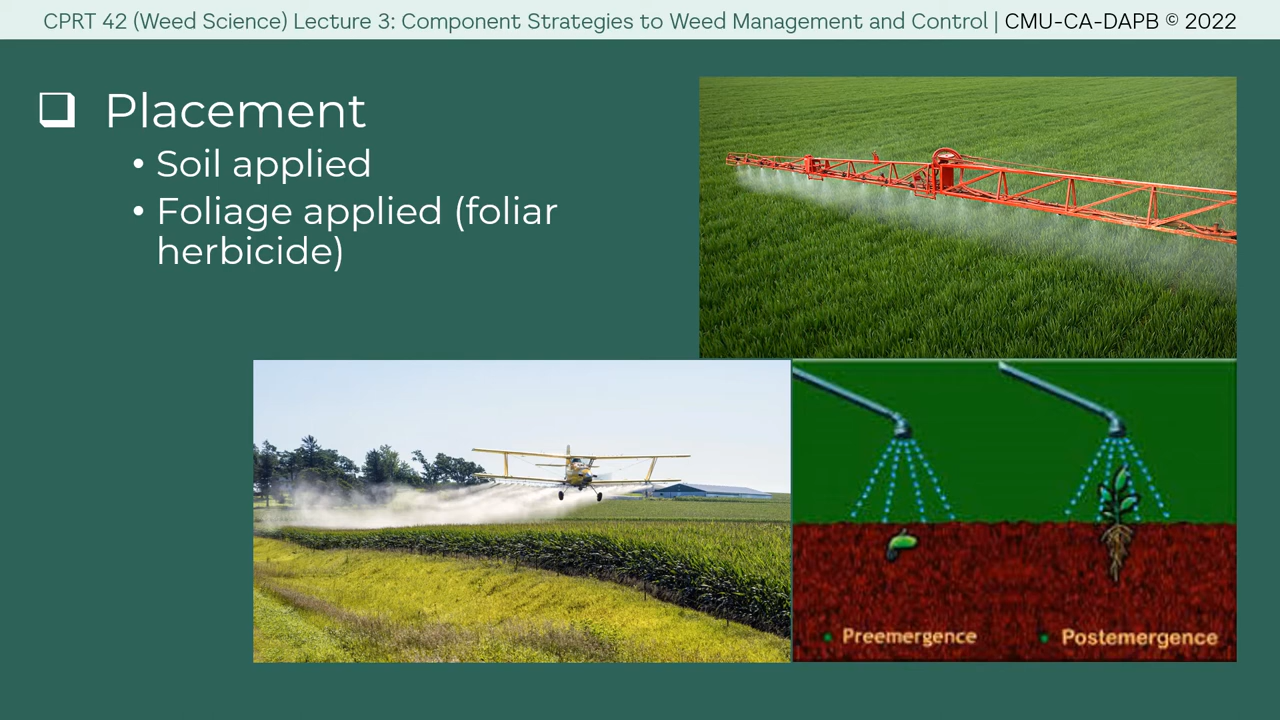 CPRT 42 (Weed Science) Lecture 3: Component Strategies to Weed Management and Control | CMU-CA-DAPB © 2022
❑ Placement
• Soil applied
• Foliage applied (foliar
herbicide)
• Preemergence
• Postemergence